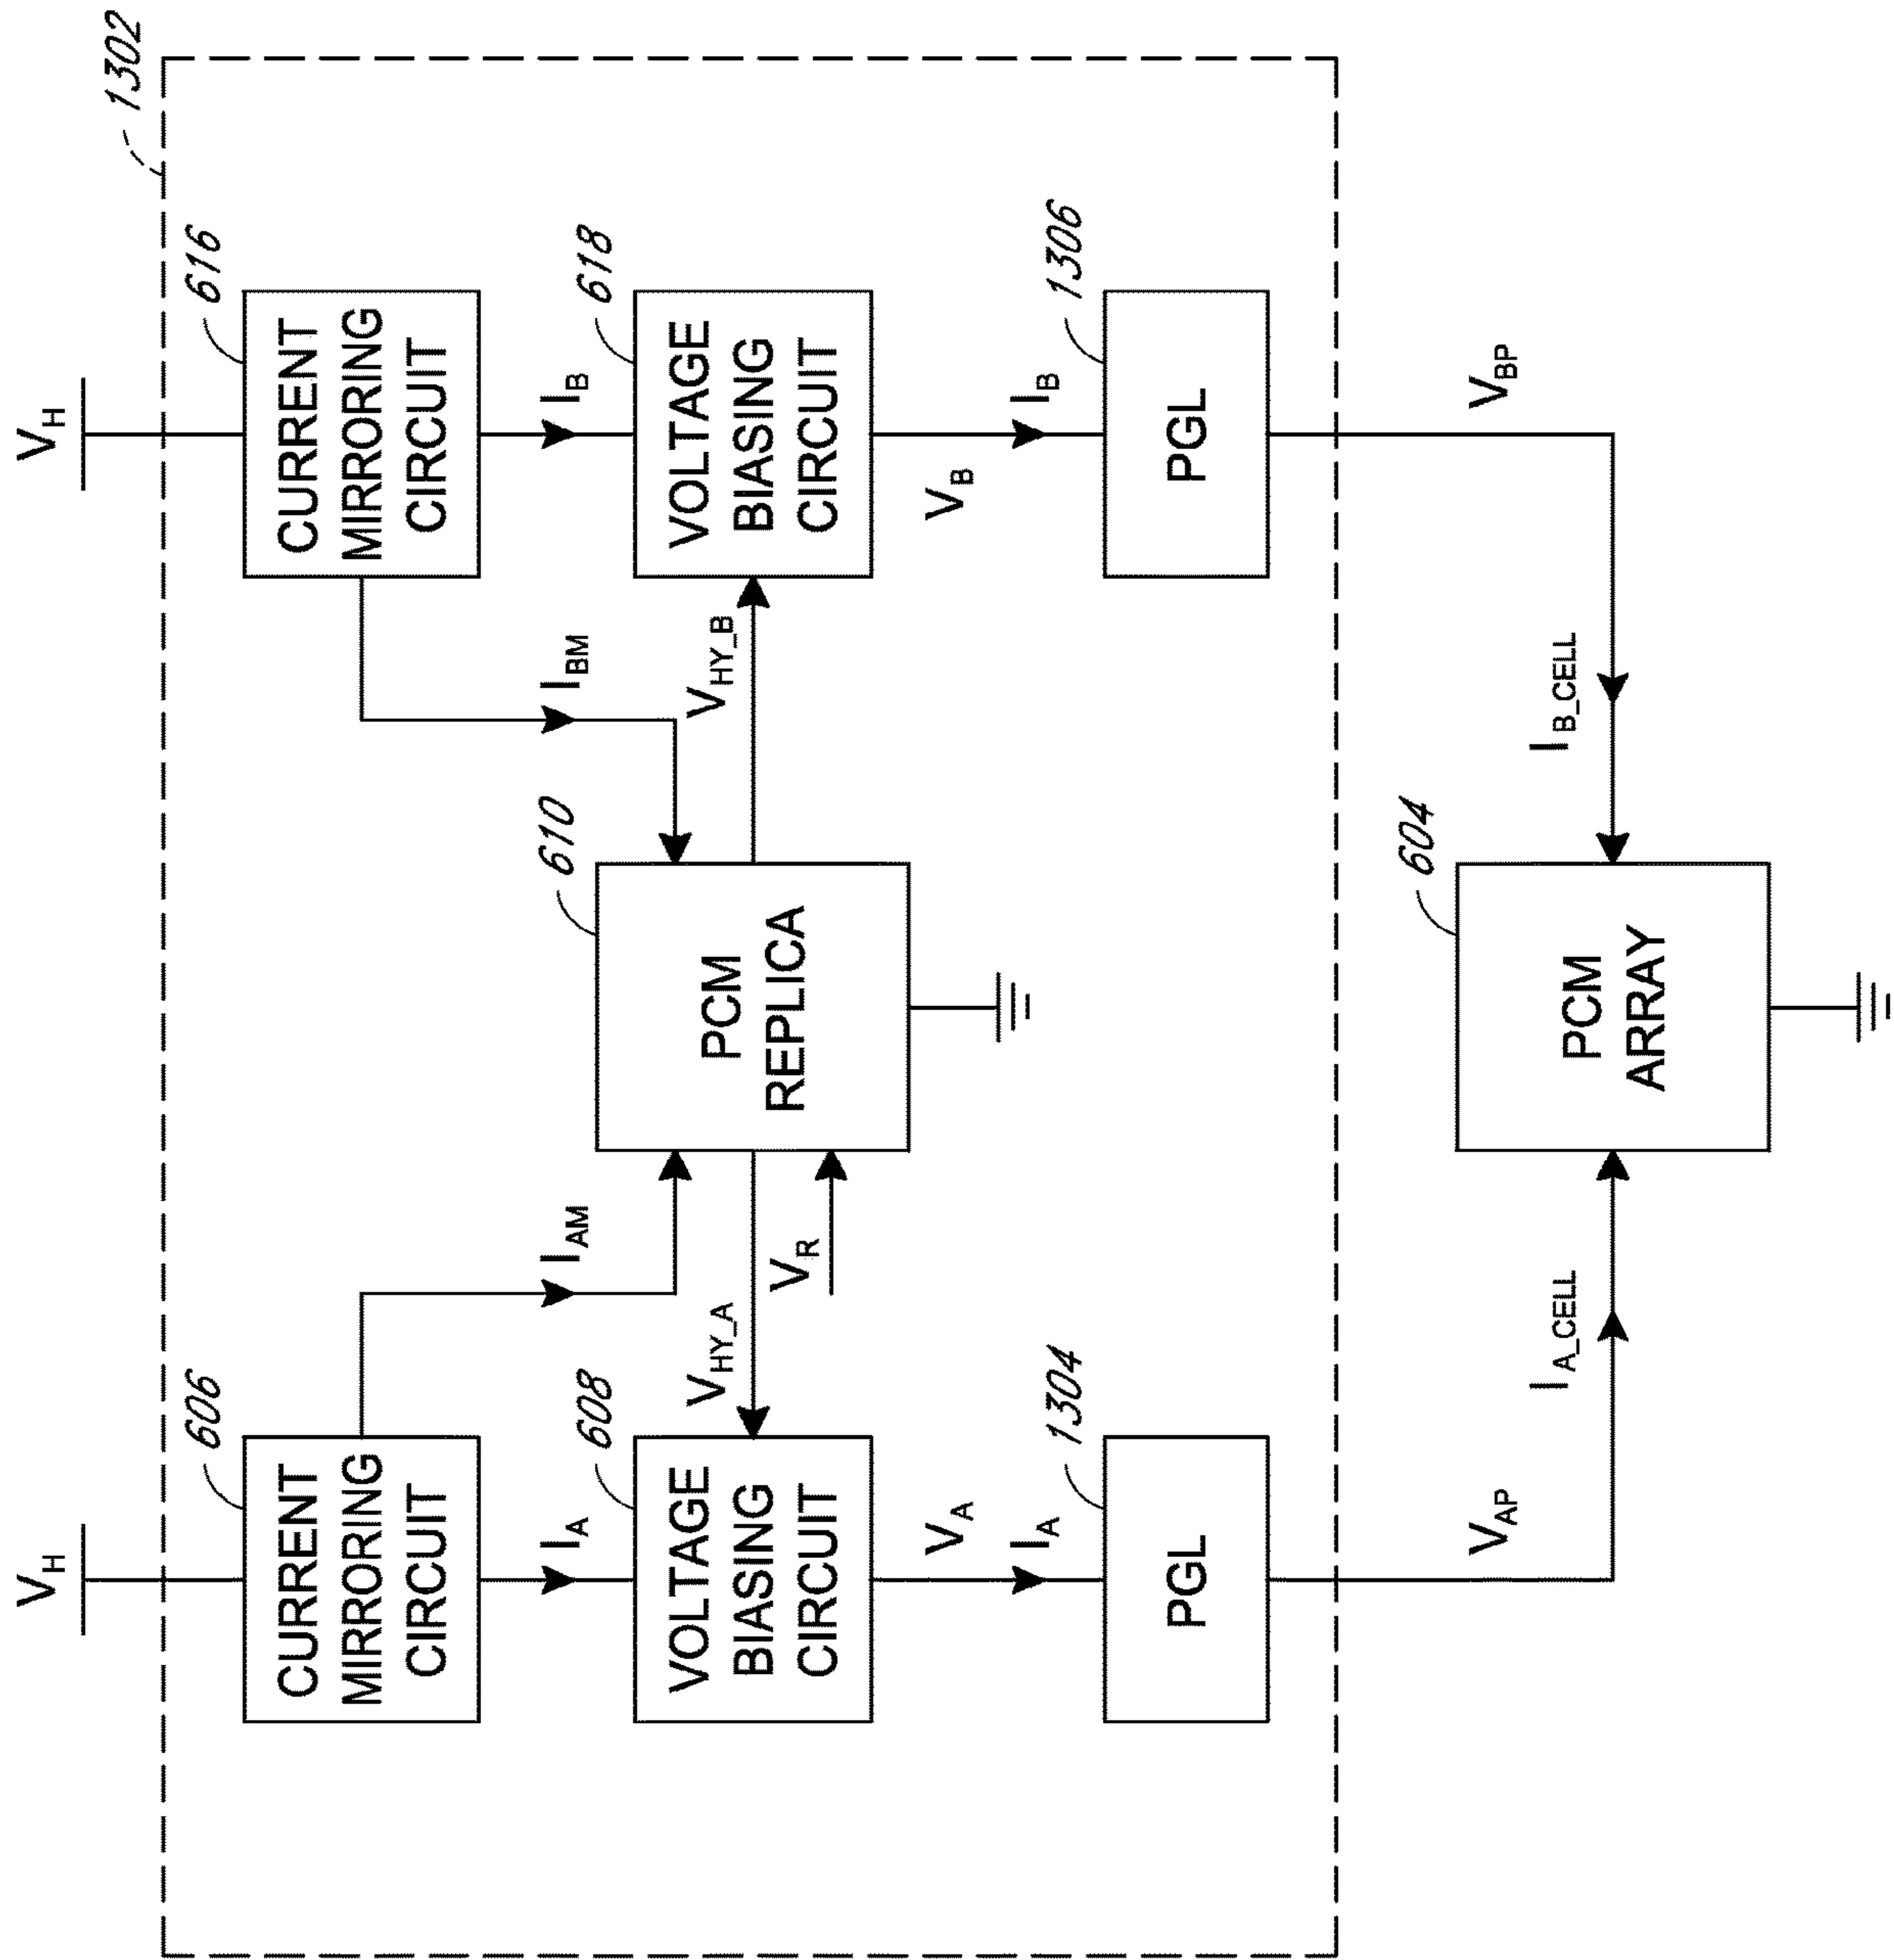 1302
V_H
V_H
606
616
CURRENT
MIRRORING
CIRCUIT
CURRENT
MIRRORING
CIRCUIT
I_A
I_AM
I_BM
I_B
608
610
618
VOLTAGE
BIASING
CIRCUIT
V_HY_A
V_R
PCM
REPLICA
V_HY_B
VOLTAGE
BIASING
CIRCUIT
V_A
I_A
V_B
I_B
1304
1306
PGL
PGL
V_AP
V_BP
I_A_CELL
604
I_B_CELL
PCM
ARRAY